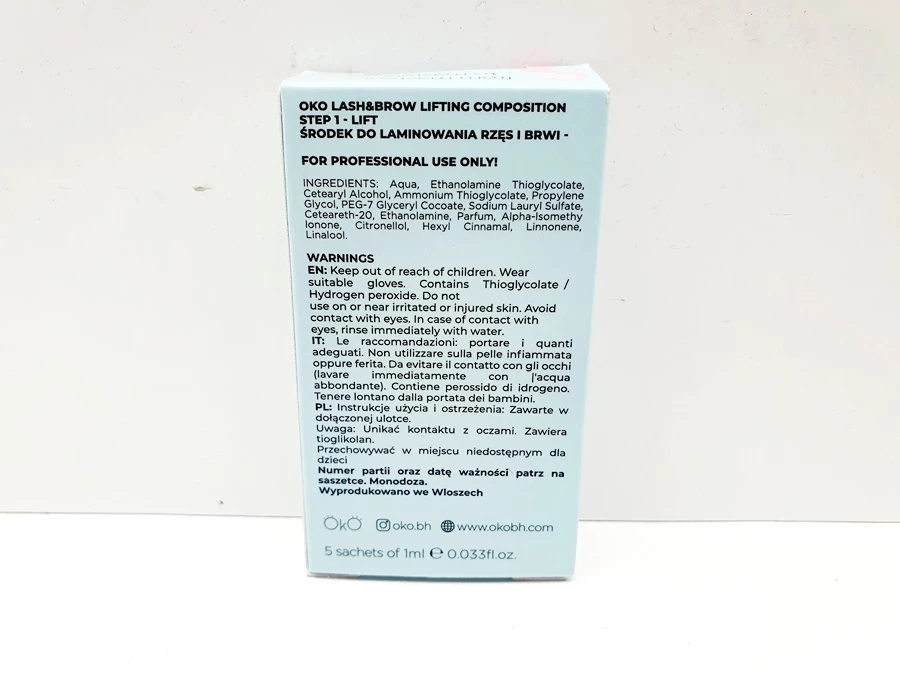 OKO LASH&BROW LIFTING COMPOSITION
STEP 1 - LIFT
ŚRODEK DO LAMINOWANIA RZĘS I BRWI -
FOR PROFESSIONAL USE ONLY!
INGREDIENTS: Aqua, Ethanolamine Thioglycolate,
Cetearyl Alcohol, Ammonium Thioglycolate, Propylene
Glycol, PEG-7 Glyceryl Cocoate, Sodium Lauryl Sulfate,
Ceteareth-20, Ethanolamine, Parfum, Alpha-Isomethy
Ionone, Citronellol, Hexyl Cinnamal, Linnonene,
Linalool.
WARNINGS
EN: Keep out of reach of children. Wear
suitable gloves. Contains Thioglycolate /
Hydrogen peroxide. Do not
use on or near irritated or injured skin. Avoid
contact with eyes. In case of contact with
eyes, rinse immediately with water.
IT: Le raccomandazioni: portare i quanti
adeguati. Non utilizzare sulla pelle infiammata
oppure ferita. Da evitare il contatto con gli occhi
(lavare immediatamente con l'acqua
abbondante). Contiene perossido di idrogeno.
Tenere lontano dalla portata dei bambini.
PL: Instrukcje użycia i ostrzeżenia: Zawarte w
dołączonej ulotce.
Uwaga: Unikać kontaktu z oczami. Zawiera
tioglikolan.
Przechowywać w miejscu niedostępnym dla
dzieci
Numer partii oraz datę ważności patrz na
saszetce. Monodoza.
Wyprodukowano we Wloszech
ÖkÖ oko.bh www.okobh.com
5 sachets of 1ml ℮ 0.033fl.oz.